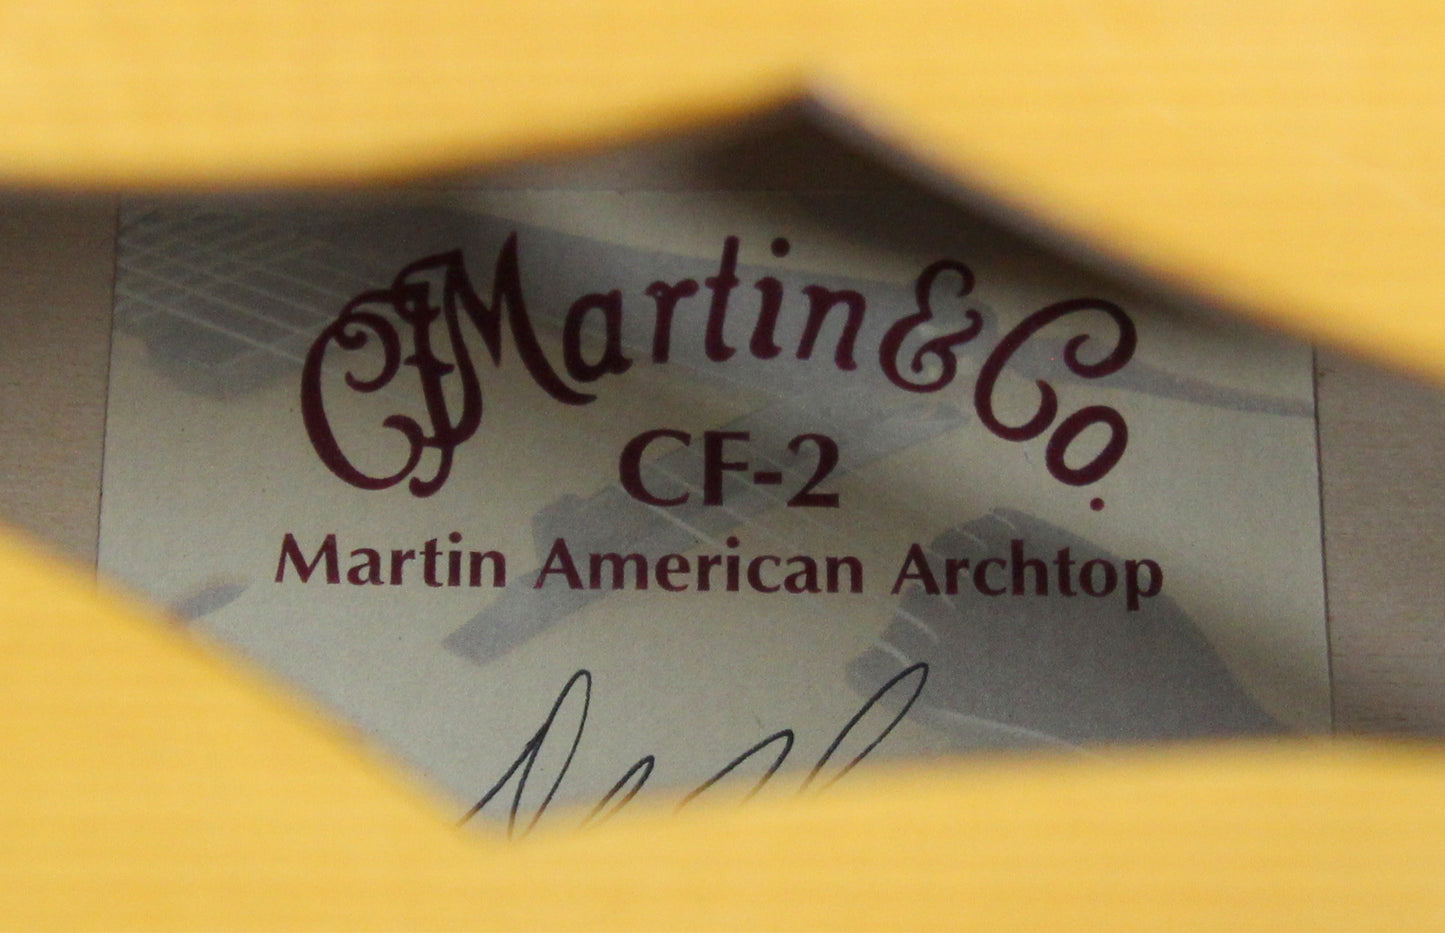 CFMartin & Co.
CF-2
Martin American Archtop